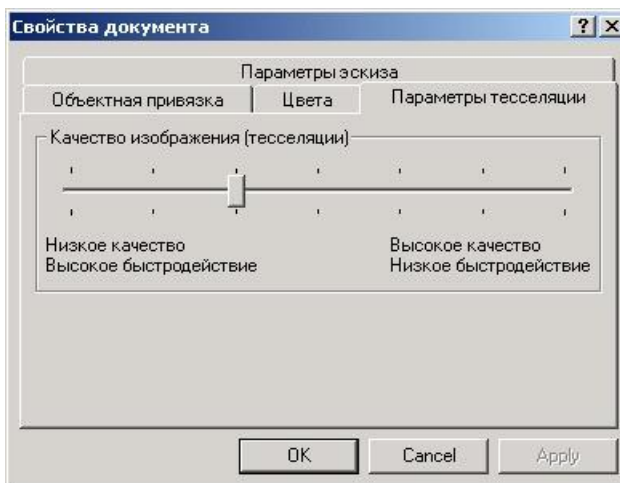 Свойства документа
Параметры эскиза
Объектная привязка
Цвета
Параметры тесселяции
Качество изображения (тесселяции)
Низкое качество
Высокое быстродействие
Высокое качество
Низкое быстродействие
OK
Cancel
Apply